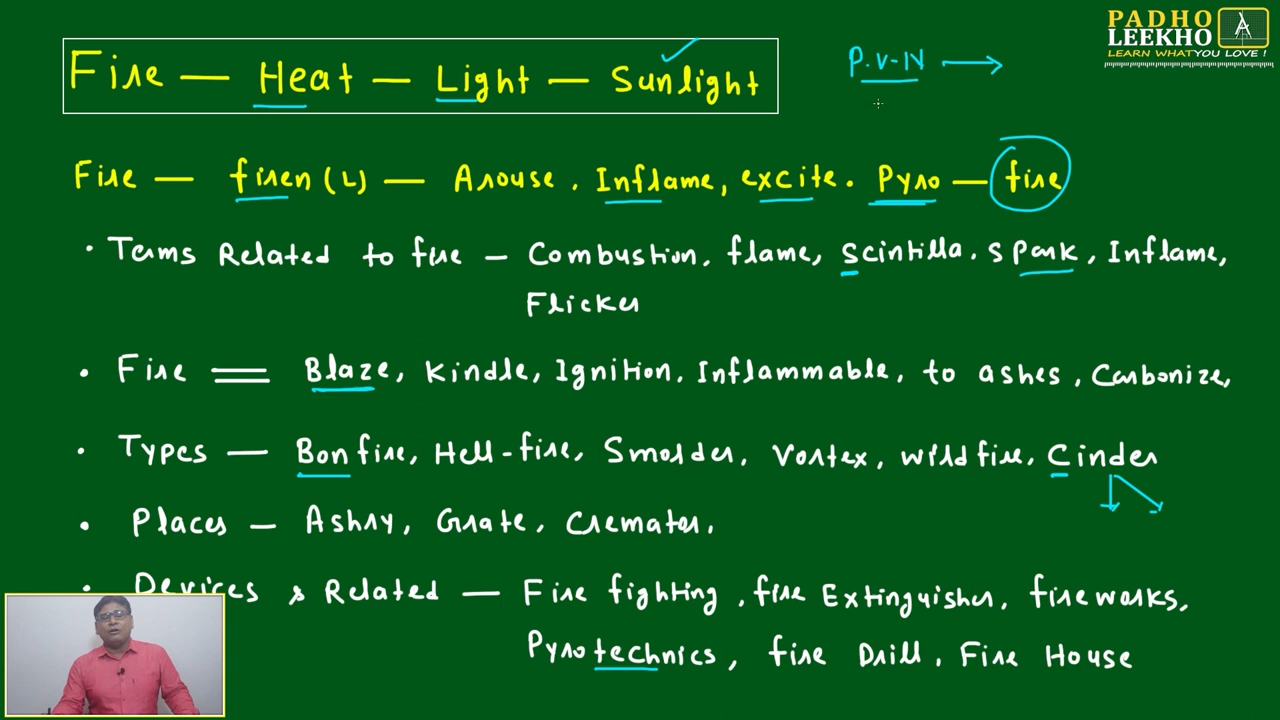 PADHO
LEEKHO
LEARN WHAT YOU LOVE !
Fire — Heat — Light — Sunlight
P.V-IN →
Fire — firen (L) — Arouse. Inflame, excite. Pyro — fire
• Terms Related to fire — Combustion. flame, Scintilla. Spark, Inflame,
Flicker
• Fire = Blaze, Kindle, Ignition. Inflammable, to ashes, Carbonize,
• Types — Bonfire, Hell-fire, Smolder, Vortex, wildfire. Cinder
• Places — Ashry, Grate. Cremator.
• Devices & Related — Fire fighting, fire Extinguisher. fireworks.
Pyrotechnics, fire Drill. Fire House